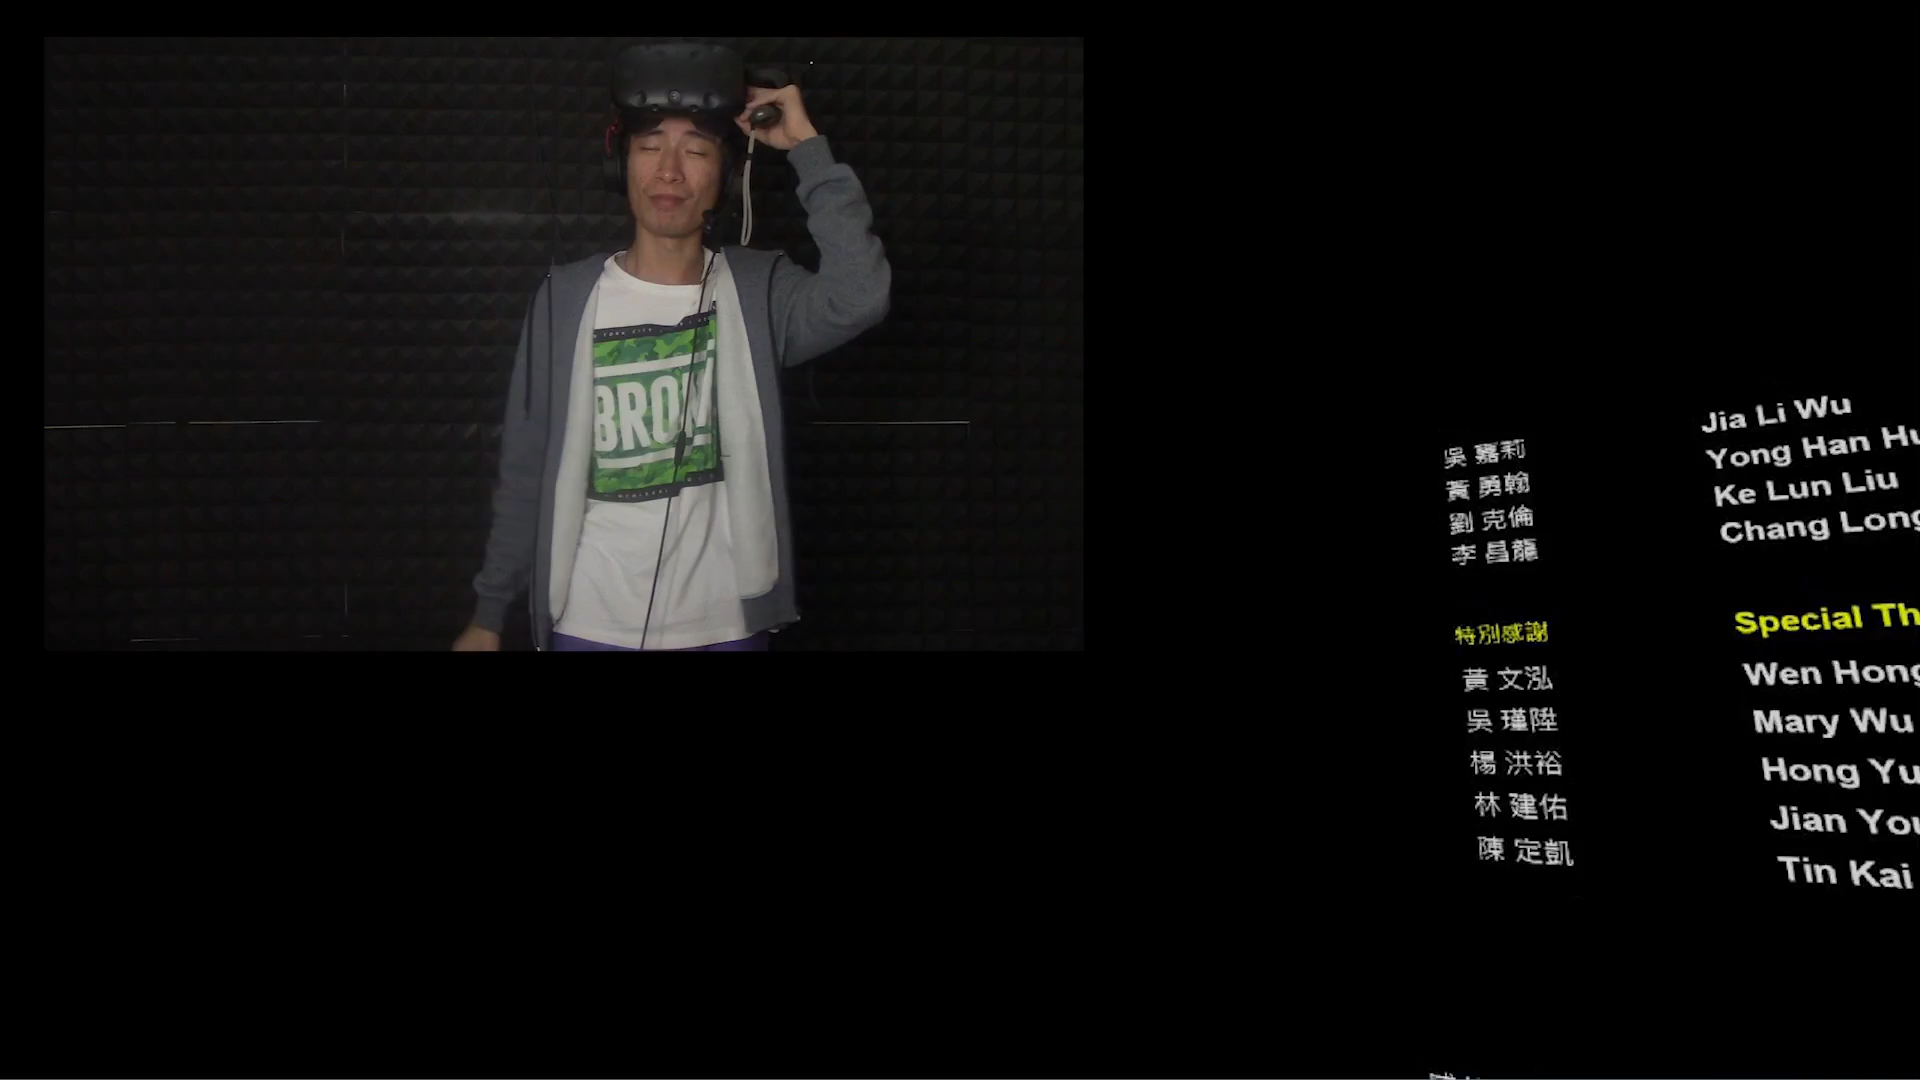 BRO
吳 嘉莉
Jia Li Wu
黃 勇翰
Yong Han
劉 克倫
Ke Lun Liu
李 昌龍
Chang Long
特別感謝
Special
黃 文泓
Wen Hong
吳 瑾陞
Mary Wu
楊 洪裕
Hong Yu
林 建佑
Jian You
陳 定凱
Tin Kai